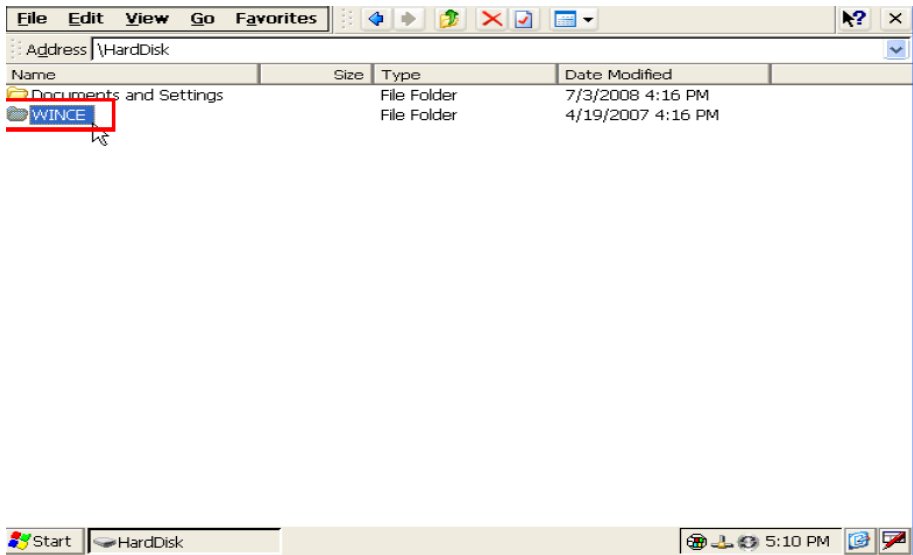 File Edit View Go Favorites
Address \HardDisk
Name Size Type Date Modified
Documents and Settings File Folder 7/3/2008 4:16 PM
WINCE File Folder 4/19/2007 4:16 PM
Start HardDisk 5:10 PM